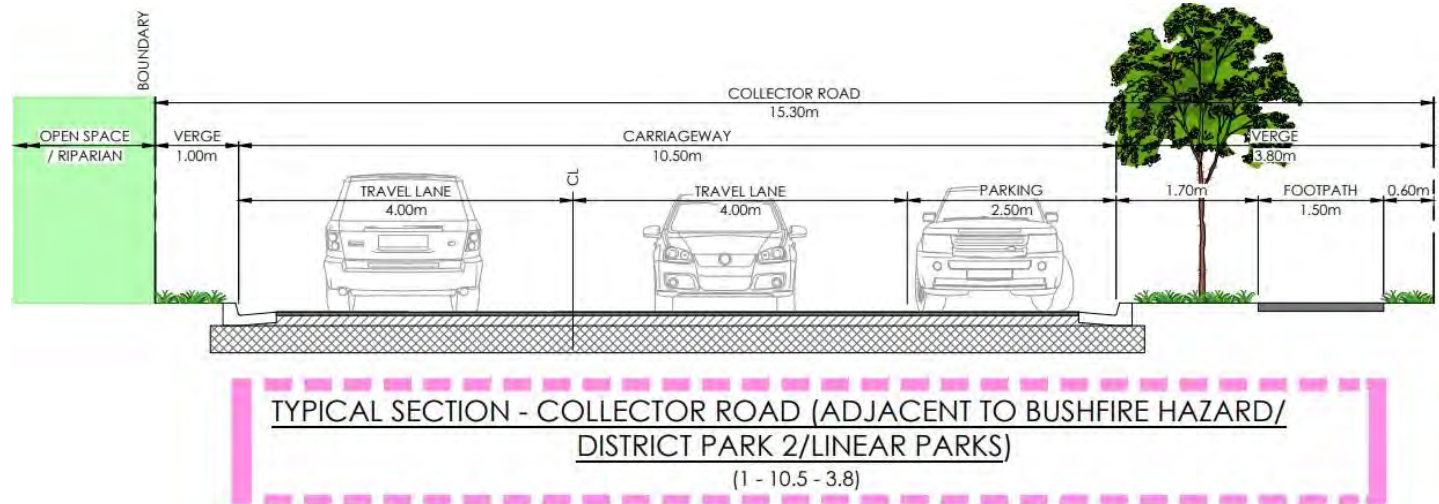 BOUNDARY
COLLECTOR ROAD
15.30m
OPEN SPACE
/ RIPARIAN
VERGE
1.00m
CARRIAGEWAY
10.50m
VERGE
3.80m
CL
TRAVEL LANE
4.00m
TRAVEL LANE
4.00m
PARKING
2.50m
1.70m
FOOTPATH
1.50m
0.60m
TYPICAL SECTION - COLLECTOR ROAD (ADJACENT TO BUSHFIRE HAZARD/
DISTRICT PARK 2/LINEAR PARKS)
(1 - 10.5 - 3.8)